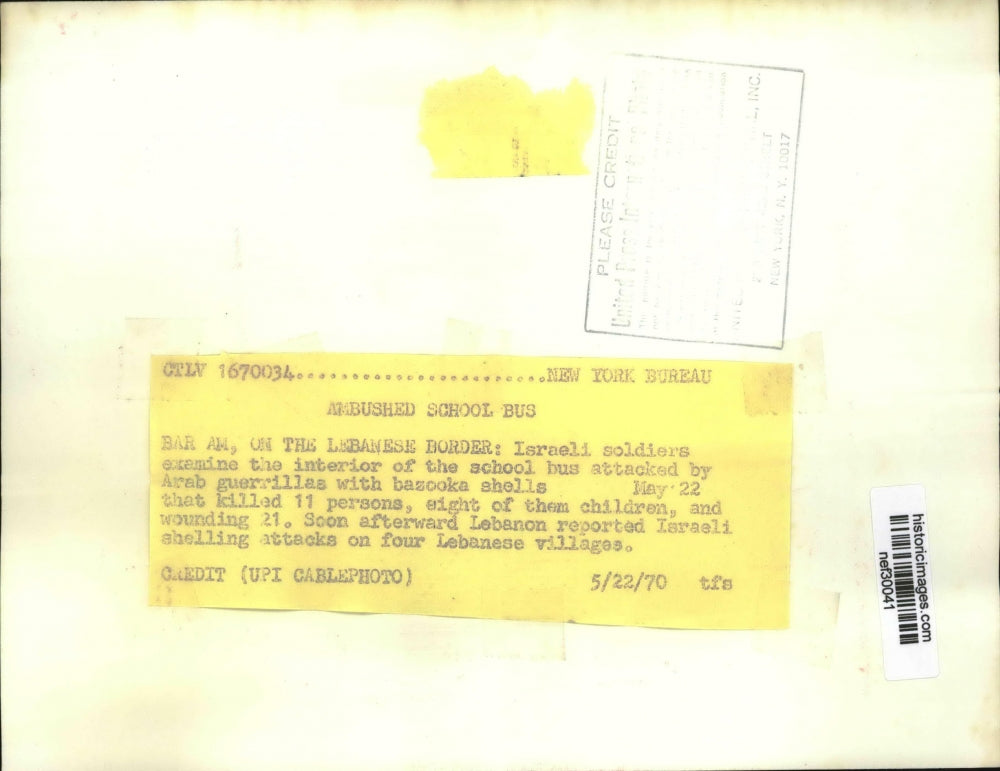 PLEASE CREDIT
United Press
INC.
NEW YORK, N. Y. 10017
CTLV 1670034.........................NEW YORK BUREAU
AMBUSHED SCHOOL BUS
BAR AM, ON THE LEBANESE BORDER: Israeli soldiers
examine the interior of the school bus attacked by
Arab guerrillas with bazooka shells May 22
that killed 11 persons, eight of them children, and
wounding 21. Soon afterward Lebanon reported Israeli
shelling attacks on four Lebanese villages.
CREDIT (UPI CABLEPHOTO) 5/22/70 tfs
historicimages.com
nef30041